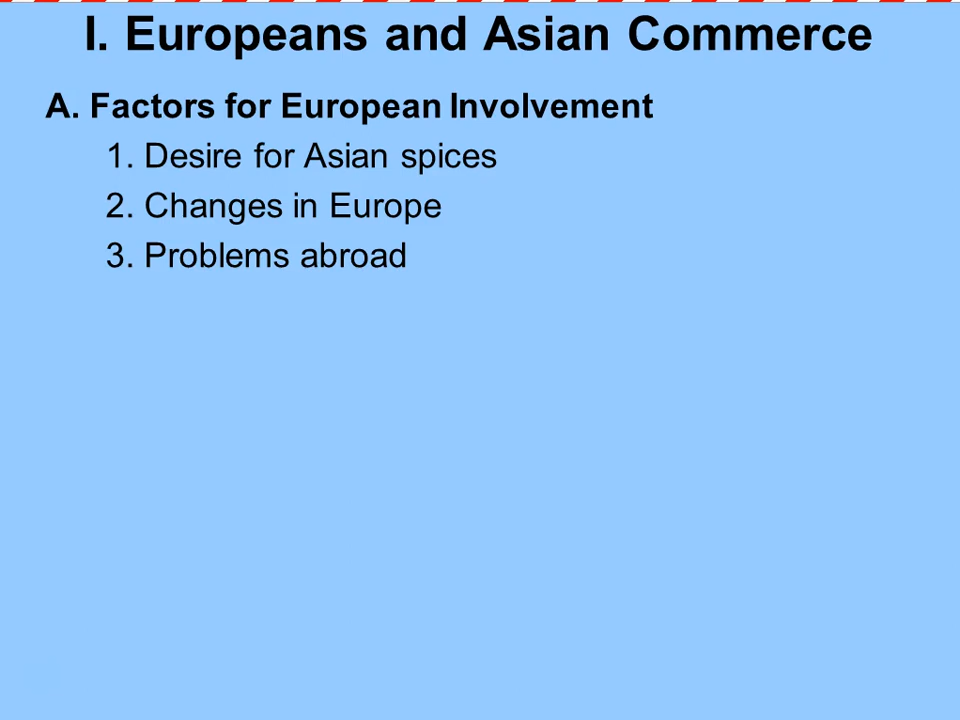 I. Europeans and Asian Commerce
A. Factors for European Involvement
1. Desire for Asian spices
2. Changes in Europe
3. Problems abroad